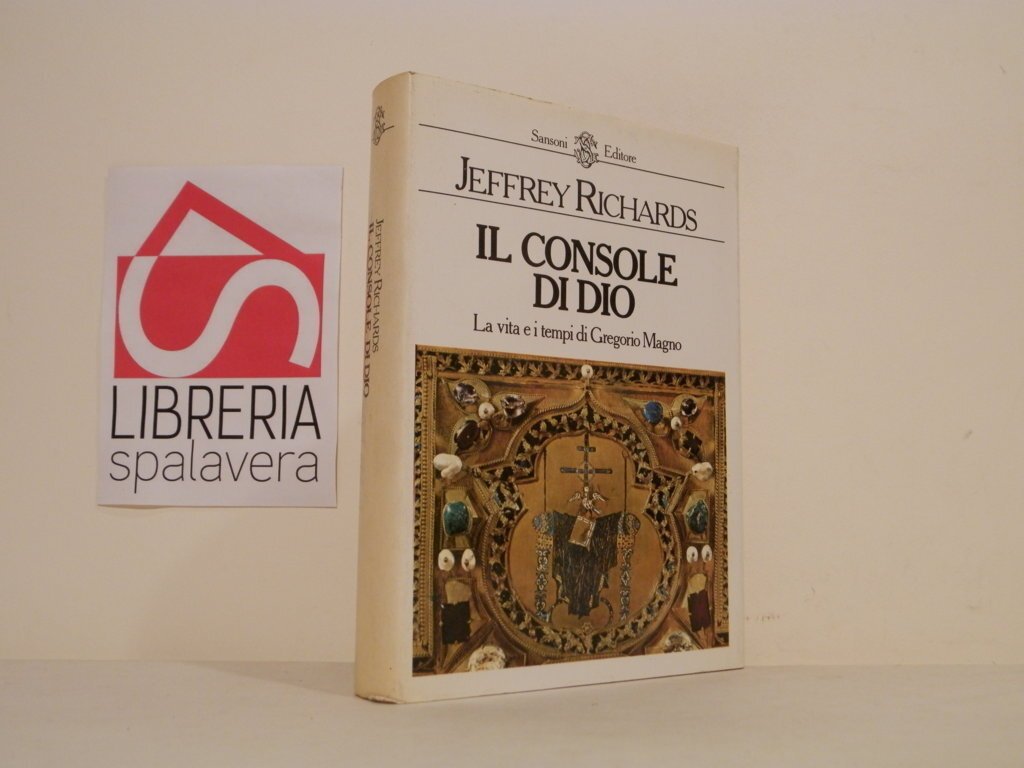 LIBRERIA
spalavera
JEFFREY RICHARDS
IL CONSOLE DI DIO
Sansoni Editore
JEFFREY RICHARDS
IL CONSOLE
DI DIO
La vita e i tempi di Gregorio Magno